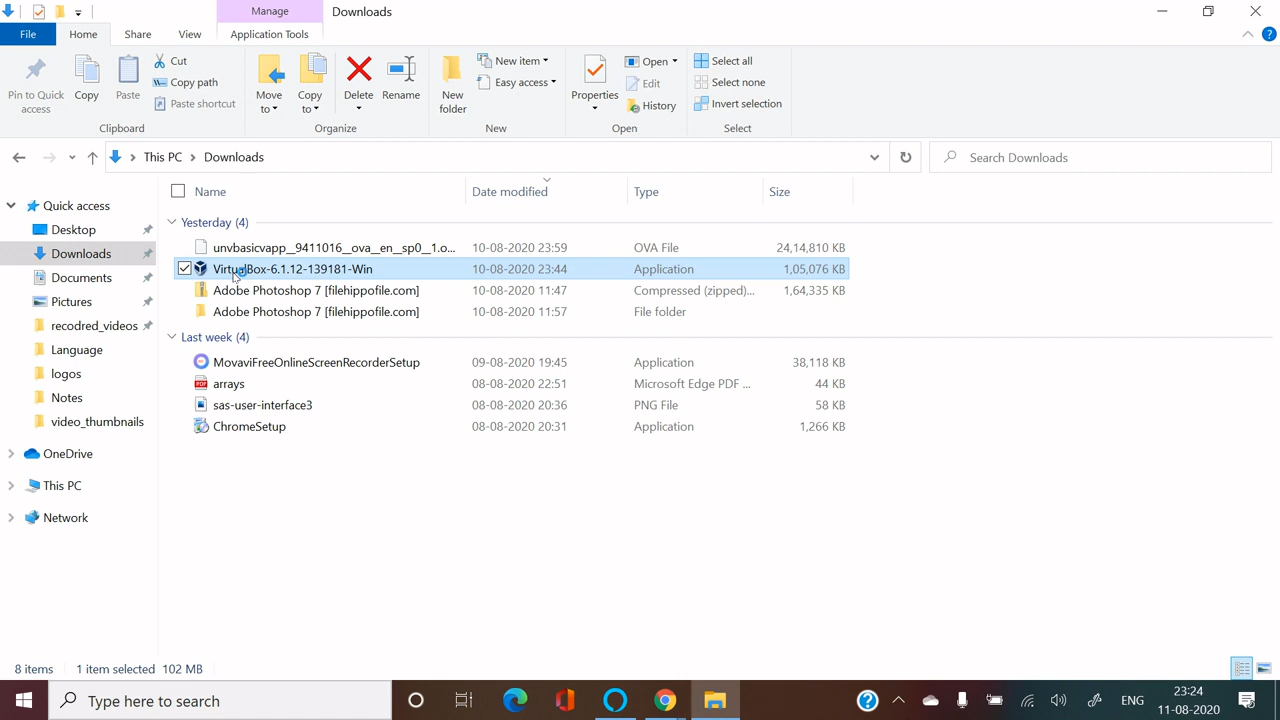 Manage
Downloads
File
Home
Share
View
Application Tools
Pin to Quick access
Copy
Paste
Cut
Copy path
Paste shortcut
Clipboard
Move to
Copy to
Delete
Rename
Organize
New folder
New item
Easy access
New
Properties
Open
Edit
History
Open
Select all
Select none
Invert selection
Select
This PC
Downloads
Search Downloads
Name
Date modified
Type
Size
Quick access
Desktop
Downloads
Documents
Pictures
recodred_videos
Language
logos
Notes
video_thumbnails
OneDrive
This PC
Network
Yesterday (4)
unvbasicvapp__9411016__ova__en__sp0__1.o... 10-08-2020 23:59 OVA File 24,14,810 KB
VirtualBox-6.1.12-139181-Win 10-08-2020 23:44 Application 1,05,076 KB
Adobe Photoshop 7 [filehippofile.com] 10-08-2020 11:47 Compressed (zipped)... 1,64,335 KB
Adobe Photoshop 7 [filehippofile.com] 10-08-2020 11:57 File folder
Last week (4)
MovaviFreeOnlineScreenRecorderSetup 09-08-2020 19:45 Application 38,118 KB
arrays 08-08-2020 22:51 Microsoft Edge PDF ... 44 KB
sas-user-interface3 08-08-2020 20:36 PNG File 58 KB
ChromeSetup 08-08-2020 20:31 Application 1,266 KB
8 items 1 item selected 102 MB
Type here to search
ENG
23:24
11-08-2020